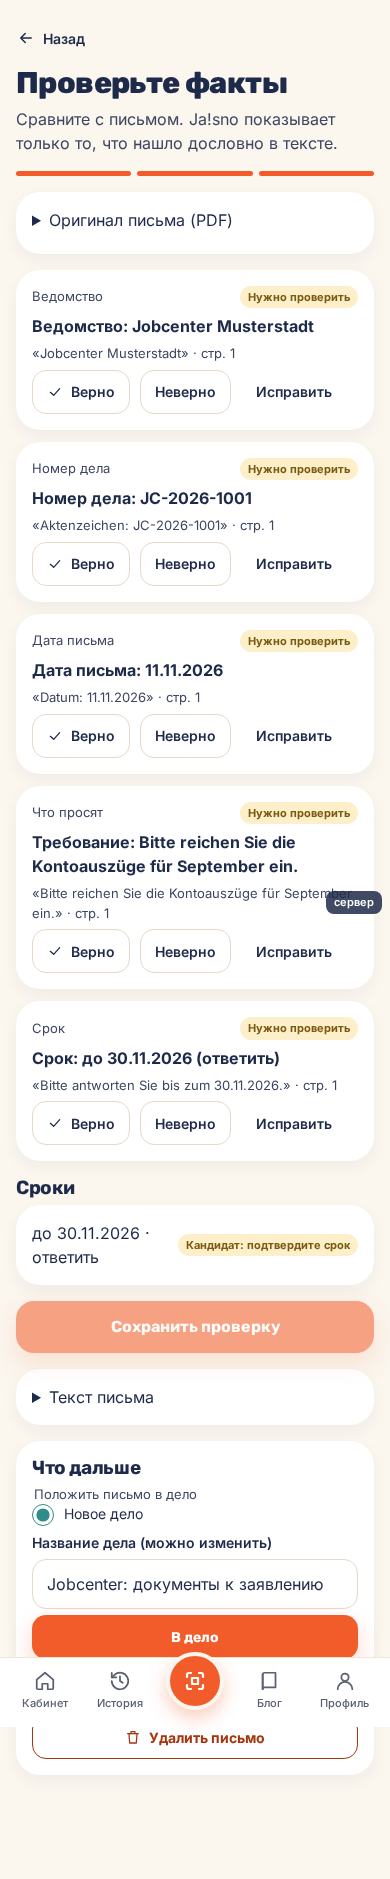 Назад
Проверьте факты
Сравните с письмом. Ja!sno показывает
только то, что нашло дословно в тексте.
Оригинал письма (PDF)
Ведомство
Нужно проверить
Ведомство: Jobcenter Musterstadt
«Jobcenter Musterstadt» · стр. 1
Верно Неверно Исправить
Номер дела
Нужно проверить
Номер дела: JC-2026-1001
«Aktenzeichen: JC-2026-1001» · стр. 1
Верно Неверно Исправить
Дата письма
Нужно проверить
Дата письма: 11.11.2026
«Datum: 11.11.2026» · стр. 1
Верно Неверно Исправить
Что просят
Нужно проверить
Требование: Bitte reichen Sie die
Kontoauszüge für September ein.
«Bitte reichen Sie die Kontoauszüge für September
ein.» · стр. 1
сервер
Верно Неверно Исправить
Срок
Нужно проверить
Срок: до 30.11.2026 (ответить)
«Bitte antworten Sie bis zum 30.11.2026.» · стр. 1
Верно Неверно Исправить
Сроки
до 30.11.2026 ·
ответить
Кандидат: подтвердите срок
Сохранить проверку
Текст письма
Что дальше
Положить письмо в дело
Новое дело
Название дела (можно изменить)
Jobcenter: документы к заявлению
В дело
Кабинет История Блог Профиль
Удалить письмо